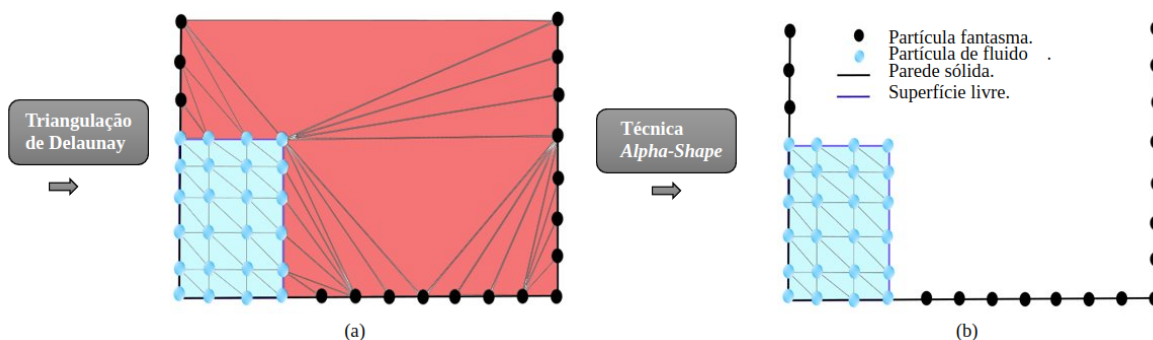 Triangulação
de Delaunay
(a)
Técnica
Alpha-Shape
Partícula fantasma.
Partícula de fluido .
Parede sólida.
Superfície livre.
(b)